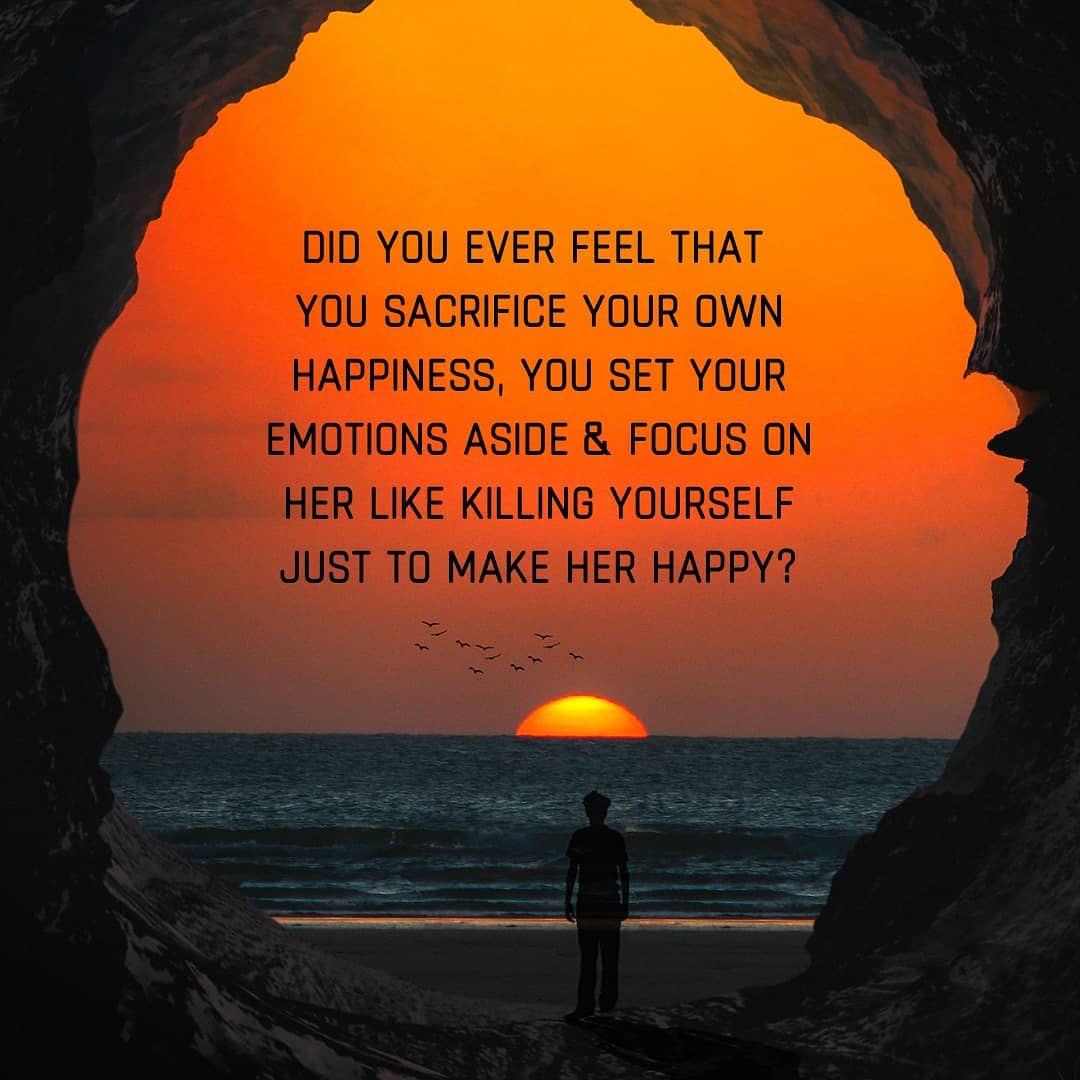 DID YOU EVER FEEL THAT
YOU SACRIFICE YOUR OWN
HAPPINESS, YOU SET YOUR
EMOTIONS ASIDE & FOCUS ON
HER LIKE KILLING YOURSELF
JUST TO MAKE HER HAPPY?